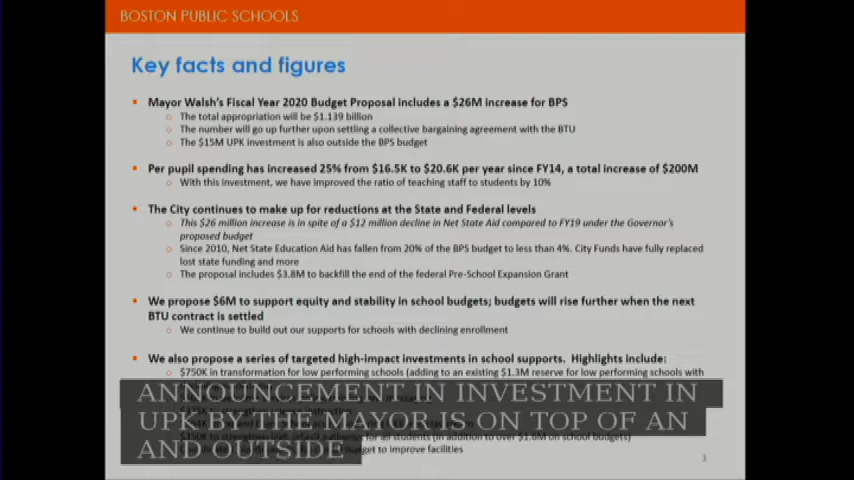 BOSTON PUBLIC SCHOOLS
Key facts and figures
▪ Mayor Walsh's Fiscal Year 2020 Budget Proposal includes a $26M increase for BPS
o The total appropriation will be $1.139 billion
o The number will go up further upon settling a collective bargaining agreement with the BTU
o The $15M UPK investment is also outside the BPS budget
▪ Per pupil spending has increased 25% from $16.5K to $20.6K per year since FY14, a total increase of $200M
o With this investment, we have improved the ratio of teaching staff to students by 10%
▪ The City continues to make up for reductions at the State and Federal levels
o This $26 million increase is in spite of a $12 million decline in Net State Aid compared to FY19 under the Governor's
proposed budget
o Since 2010, Net State Education Aid has fallen from 20% of the BPS budget to less than 4%. City Funds have fully replaced
lost state funding and more
o The proposal includes $3.8M to backfill the end of the federal Pre-School Expansion Grant
▪ We propose $6M to support equity and stability in school budgets; budgets will rise further when the next
BTU contract is settled
o We continue to build out our supports for schools with declining enrollment
▪ We also propose a series of targeted high-impact investments in school supports. Highlights include:
o $750K in transformation for low performing schools (adding to an existing $1.3M reserve for low performing schools with
ANNOUNCEMENT IN INVESTMENT IN
UPK BY THE MAYOR IS ON TOP OF AN
AND OUTSIDE
for all students (in addition to over $1.6M on school budgets)
budget to improve facilities
3